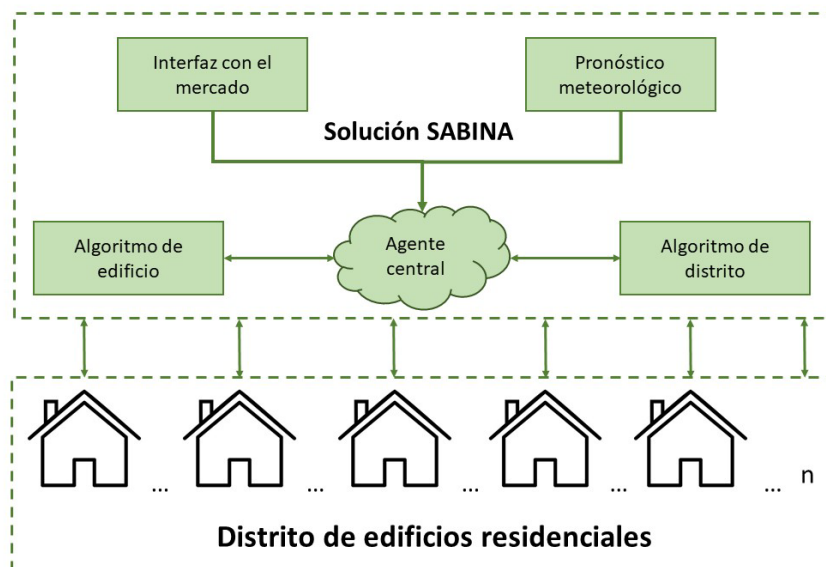 Interfaz con el
mercado
Pronóstico
meteorológico
Solución SABINA
Algoritmo de
edificio
Agente
central
Algoritmo de
distrito
... ... ... ... ... n
Distrito de edificios residenciales